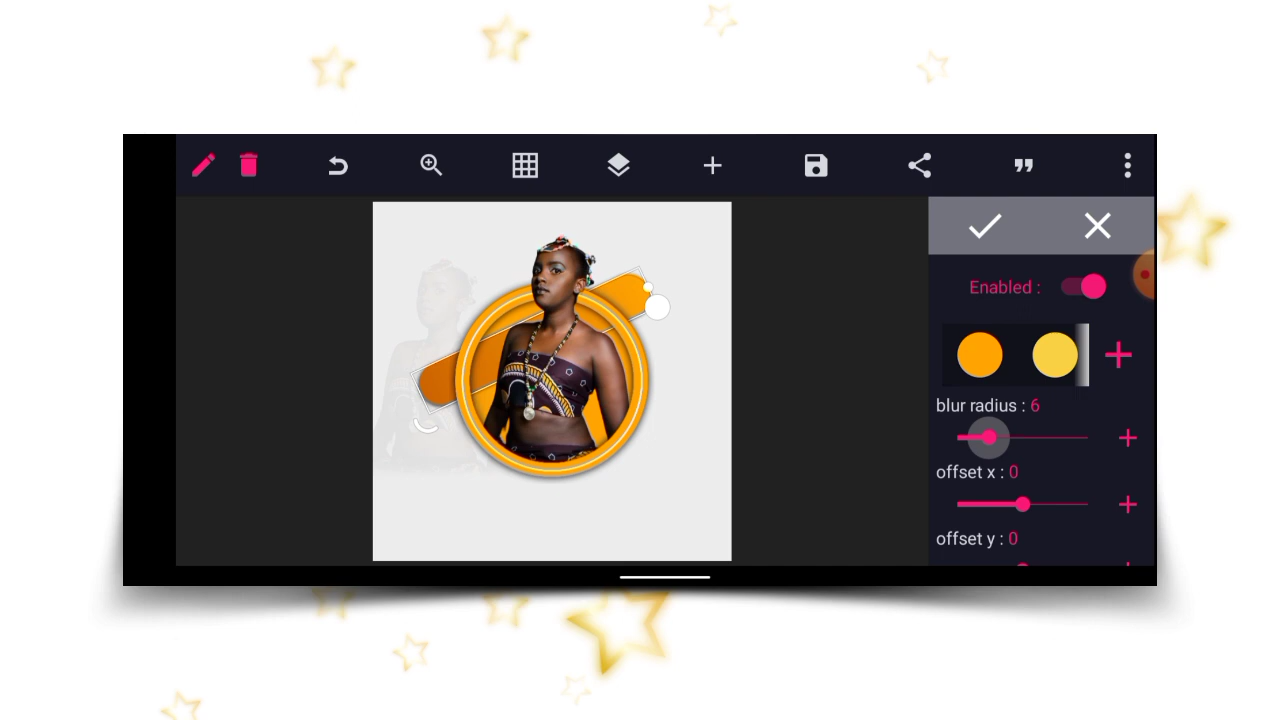 Enabled :
blur radius : 6
offset x : 0
offset y : 0